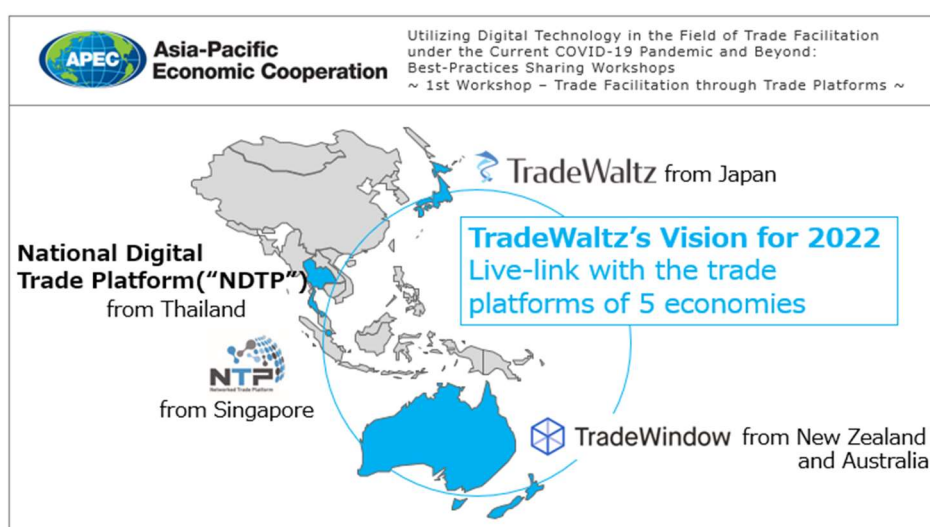 APEC
Asia-Pacific
Economic Cooperation
Utilizing Digital Technology in the Field of Trade Facilitation
under the Current COVID-19 Pandemic and Beyond:
Best-Practices Sharing Workshops
~ 1st Workshop – Trade Facilitation through Trade Platforms ~
TradeWaltz from Japan
TradeWaltz's Vision for 2022
Live-link with the trade
platforms of 5 economies
National Digital
Trade Platform(“NDTP”)
from Thailand
NTP
Networked Trade Platform
from Singapore
TradeWindow from New Zealand
and Australia